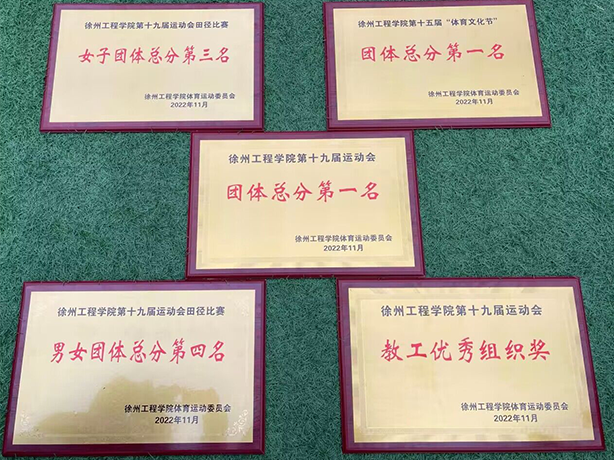 徐州工程学院第十九届运动会田径比赛
女子团体总分第三名
徐州工程学院体育运动委员会
2022年11月
徐州工程学院第十五届“体育文化节”
团体总分第一名
徐州工程学院体育运动委员会
2022年11月
徐州工程学院第十九届运动会
团体总分第一名
徐州工程学院体育运动委员会
2022年11月
徐州工程学院第十九届运动会田径比赛
男女团体总分第四名
徐州工程学院体育运动委员会
2022年11月
徐州工程学院第十九届运动会
教工优秀组织奖
徐州工程学院体育运动委员会
2022年11月